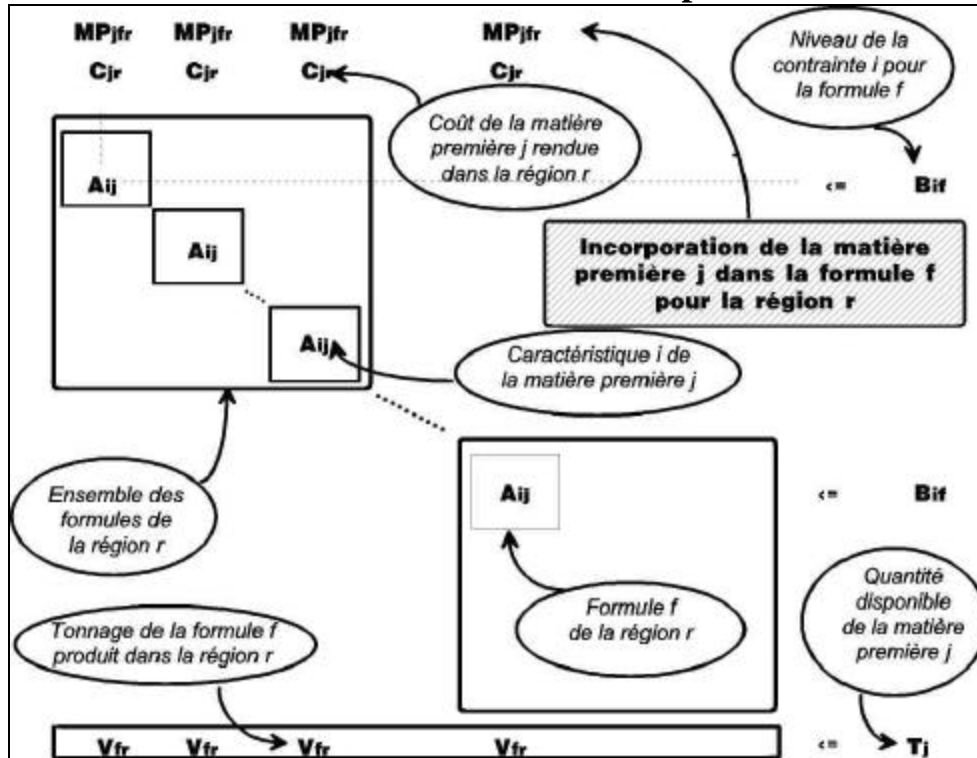 MPjfr MPjfr MPjfr MPjfr
Cjr Cjr Cjr Cjr
Niveau de la
contrainte i pour
la formule f
Coût de la matière
première j rendue
dans la région r
Aij <= Bif
Aij
Incorporation de la matière
première j dans la formule f
pour la région r
Aij
Caractéristique i de
la matière première j
Ensemble des
formules de
la région r
Aij <= Bif
Formule f
de la région r
Quantité
disponible
de la matière
première j
Tonnage de la formule f
produit dans la région r
Vfr Vfr Vfr Vfr <= Tj